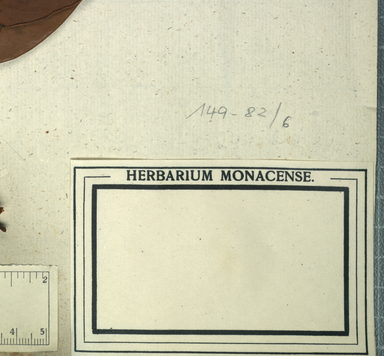 149-82/6
HERBARIUM MONACENSE.
2
4 5